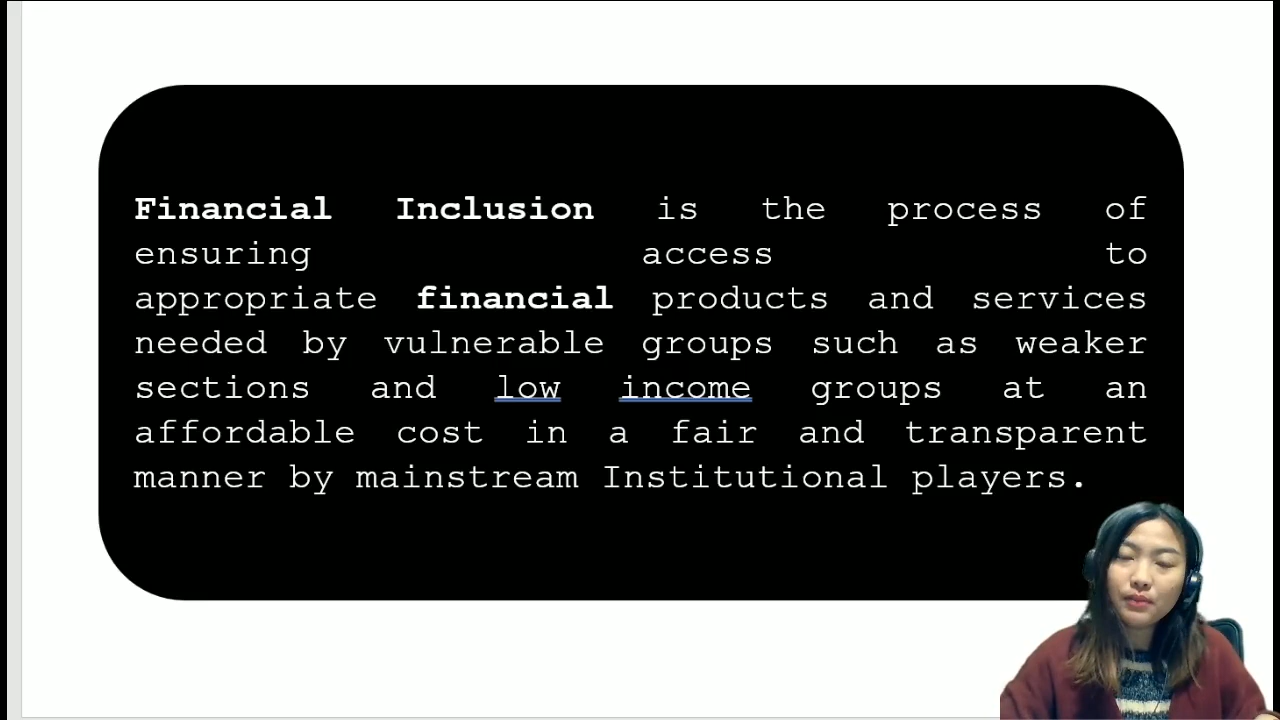 Financial Inclusion is the process of
ensuring access to
appropriate financial products and services
needed by vulnerable groups such as weaker
sections and low income groups at an
affordable cost in a fair and transparent
manner by mainstream Institutional players.